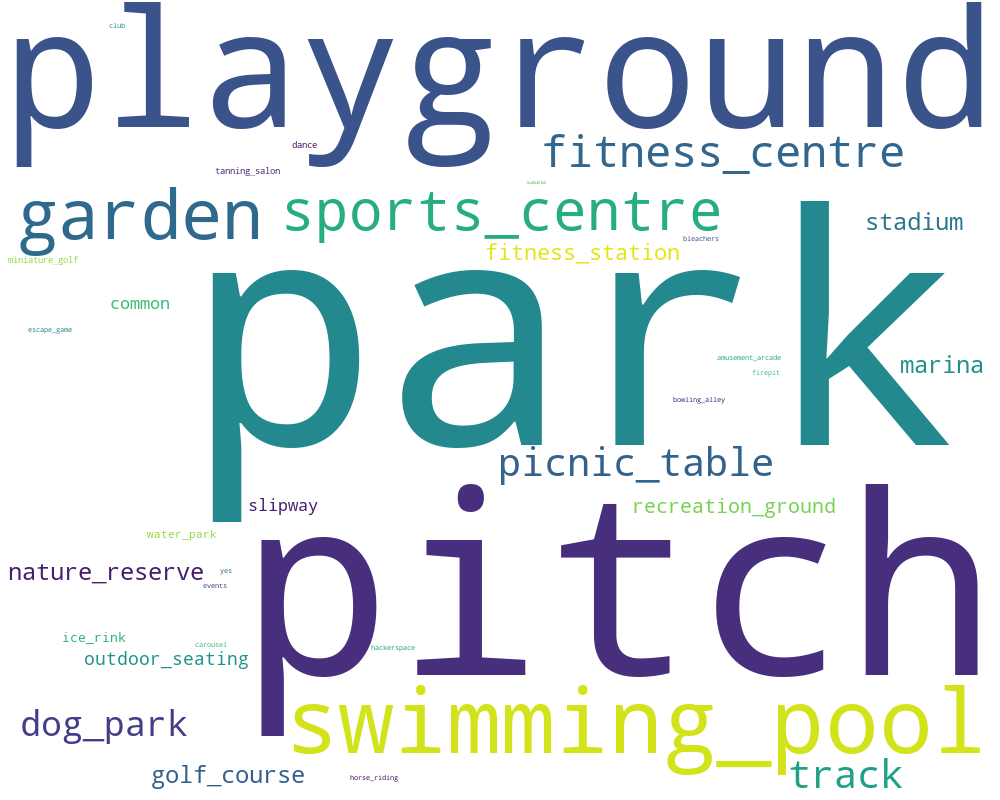 club
playground
dance
fitness_centre
tanning_salon
garden
sports_centre
stadium
bleachers
fitness_station
miniature_golf
common
escape_game
park
amusement_arcade
marina
firepit
bowling_alley
picnic_table
slipway
recreation_ground
pitch
water_park
nature_reserve
yes
events
ice_rink
carousel
hackerspace
outdoor_seating
swimming_pool
dog_park
golf_course
horse_riding
track